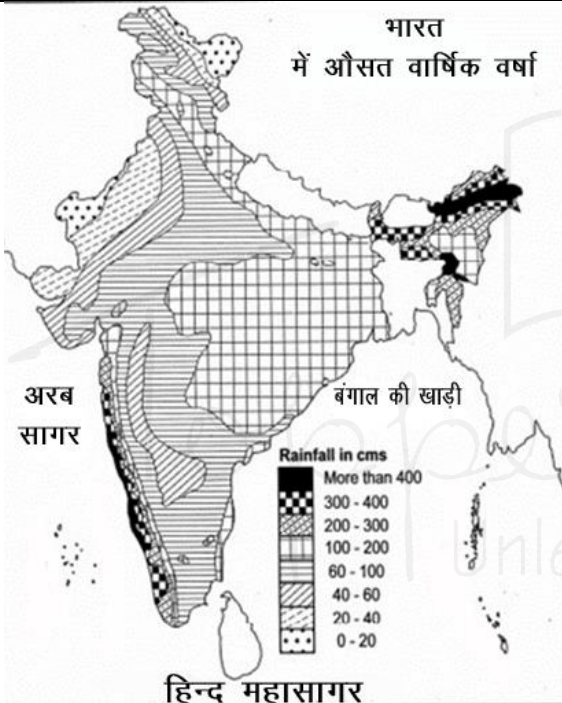 भारत
में औसत वार्षिक वर्षा
अरब
सागर
बंगाल की खाड़ी
Rainfall in cms
More than 400
300 - 400
200 - 300
100 - 200
60 - 100
40 - 60
20 - 40
0 - 20
हिन्द महासागर